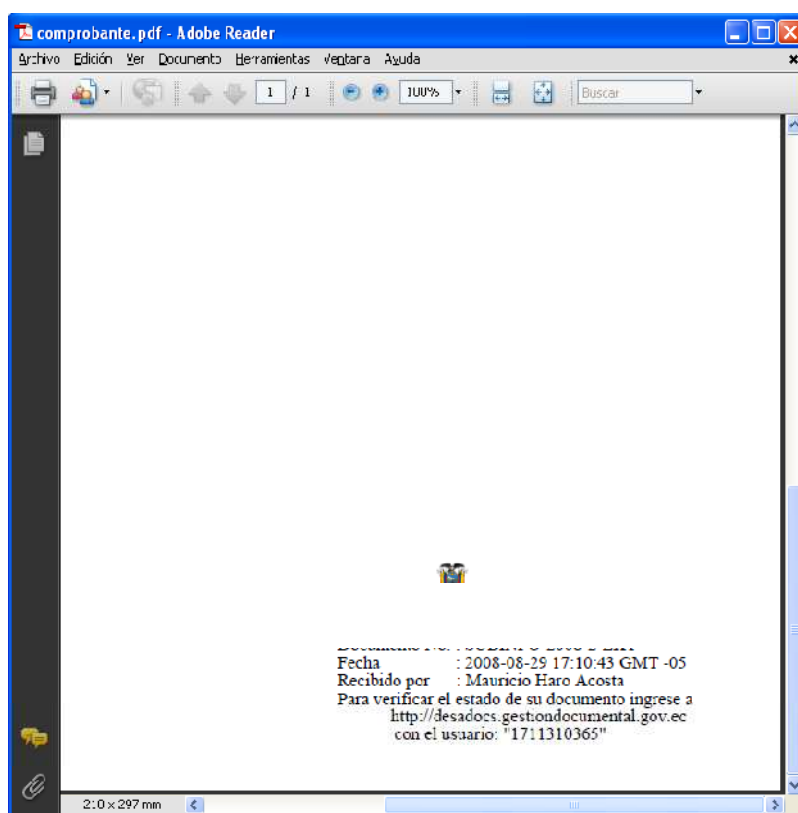 comprobante.pdf - Adobe Reader
Archivo Edición Ver Documento Herramientas Ventana Ayuda
1 / 1 100% Buscar
Fecha : 2008-08-29 17:10:43 GMT -05
Recibido por : Mauricio Haro Acosta
Para verificar el estado de su documento ingrese a
http://desadocs.gestiondocumental.gov.ec
con el usuario: "1711310365"
210 x 297 mm